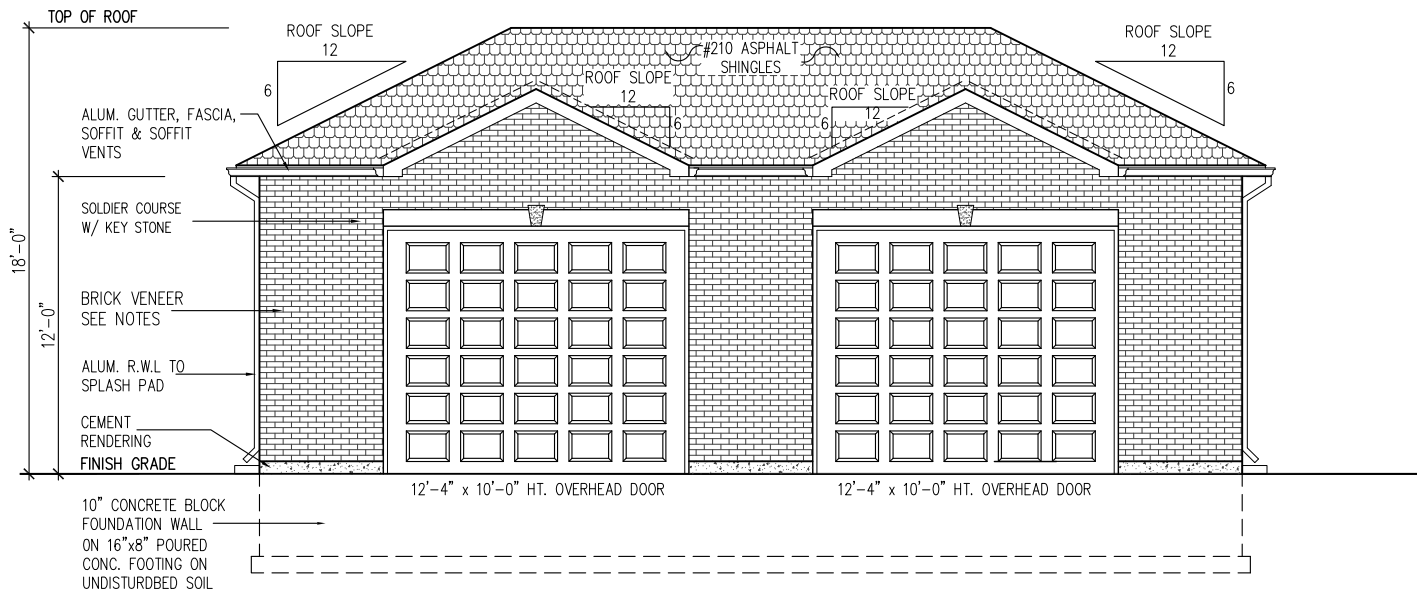 TOP OF ROOF
ROOF SLOPE
12
6
#210 ASPHALT
SHINGLES
ROOF SLOPE
12
6
ROOF SLOPE
12
6
ROOF SLOPE
12
6
ALUM. GUTTER, FASCIA,
SOFFIT & SOFFIT
VENTS
SOLDIER COURSE
W/ KEY STONE
18'-0"
12'-0"
BRICK VENEER
SEE NOTES
ALUM. R.W.L TO
SPLASH PAD
CEMENT
RENDERING
FINISH GRADE
12'-4" x 10'-0" HT. OVERHEAD DOOR
12'-4" x 10'-0" HT. OVERHEAD DOOR
10" CONCRETE BLOCK
FOUNDATION WALL
ON 16"x8" POURED
CONC. FOOTING ON
UNDISTURDBED SOIL